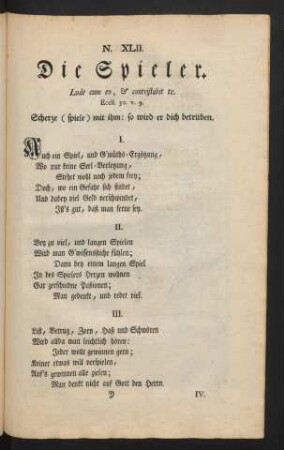 N. XLII.
Die Spieler.
Lude cum eo, & contristabit te.
Eccli. 30. v. 9.
Scherze (spiele) mit ihm: so wird er dich betrüben.
I.
Auch ein Spiel, und G'müths-Ergötzung,
Wo nur keine Seel-Verletzung,
Stehet wohl noch jedem frey;
Doch, wo ein Gefahr sich findet,
Und dabey viel Geld verschwindet,
Ist's gut, daß man ferne sey.
II.
Bey zu viel, und langen Spielen
Wird man G'wissensbisse fühlen;
Dann bey einem langen Spiel
In des Spielers Herzen wohnen
Gar verschiedne Passionen;
Man gedenkt, und redet viel.
III.
List, Betrug, Zorn, Haß und Schwören
Wird allda man leichtlich hören:
Jeder wolle gewinnen gern;
Keiner etwas will verspielen,
Auf's gewinnen alle zielen;
Man denkt nicht auf Gott den Herrn.
IV.